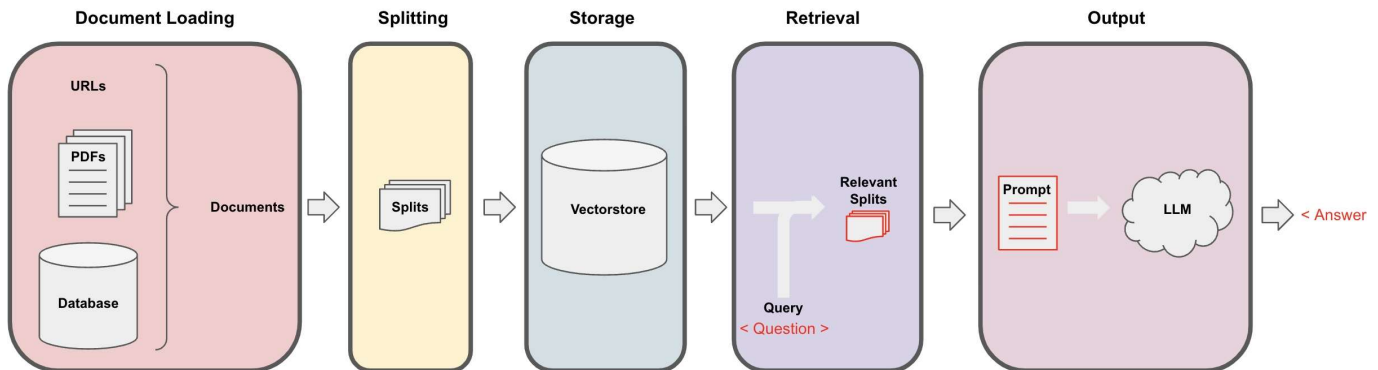 Document Loading
Splitting
Storage
Retrieval
Output
URLs
PDFs
Database
Documents
Splits
Vectorstore
Relevant
Splits
Query
< Question >
Prompt
LLM
< Answer